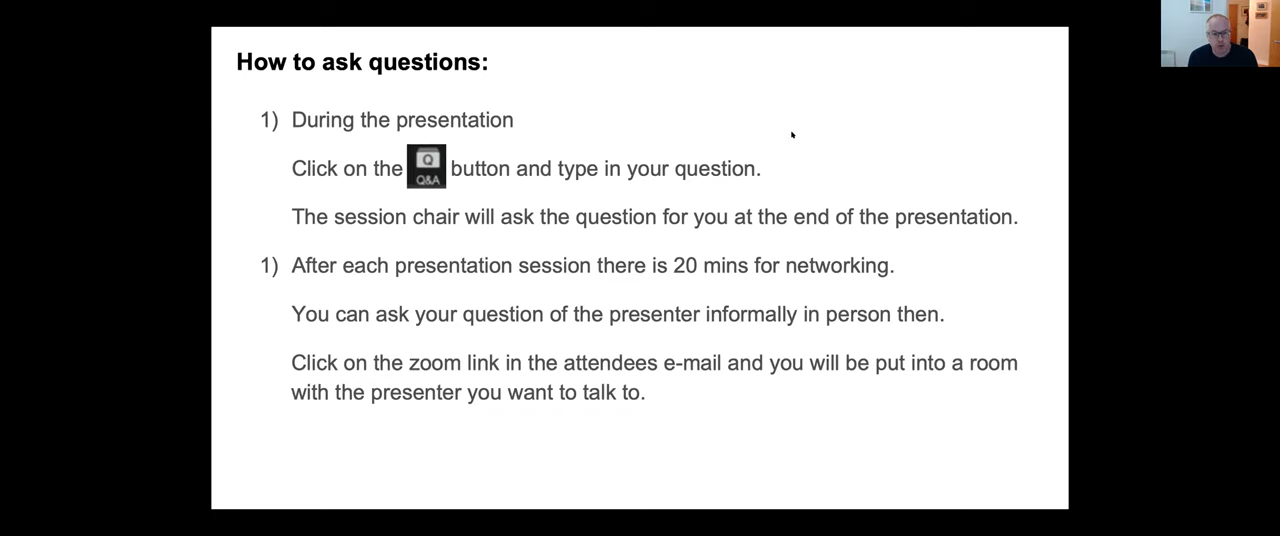 How to ask questions:
1) During the presentation
Click on the Q Q&A button and type in your question.
The session chair will ask the question for you at the end of the presentation.
1) After each presentation session there is 20 mins for networking.
You can ask your question of the presenter informally in person then.
Click on the zoom link in the attendees e-mail and you will be put into a room
with the presenter you want to talk to.